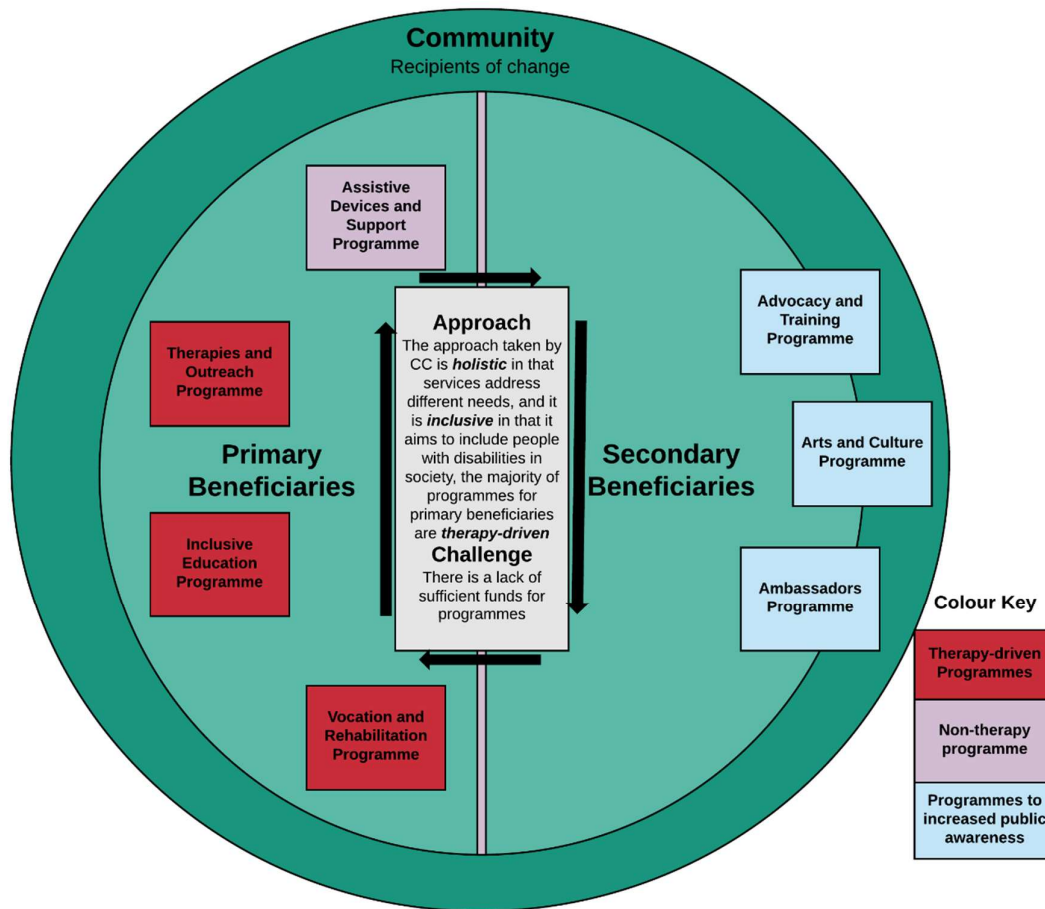 Community
Recipients of change
Assistive
Devices and
Support
Programme
Therapies and
Outreach
Programme
Primary
Beneficiaries
Inclusive
Education
Programme
Vocation and
Rehabilitation
Programme
Approach
The approach taken by
CC is holistic in that
services address
different needs, and it
is inclusive in that it
aims to include people
with disabilities in
society, the majority of
programmes for
primary beneficiaries
are therapy-driven
Challenge
There is a lack of
sufficient funds for
programmes
Secondary
Beneficiaries
Advocacy and
Training
Programme
Arts and Culture
Programme
Ambassadors
Programme
Colour Key
Therapy-driven
Programmes
Non-therapy
programme
Programmes to
increased public
awareness